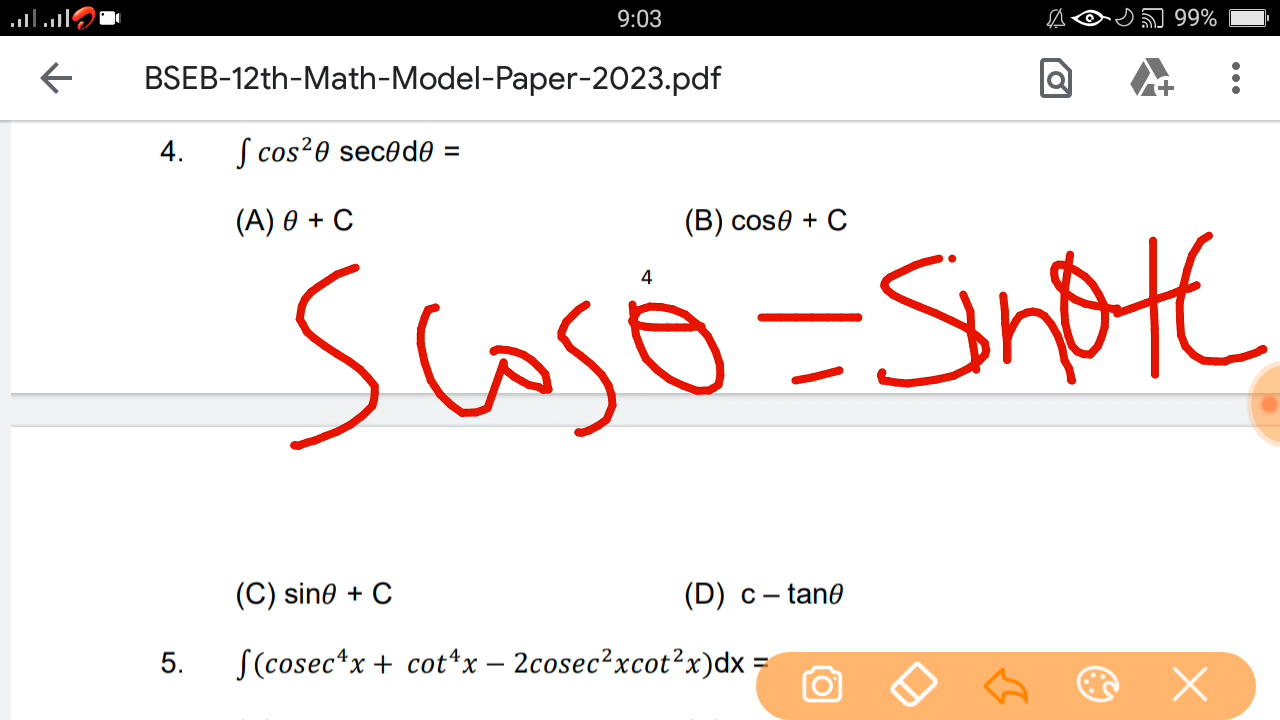 9:03
99%
BSEB-12th-Math-Model-Paper-2023.pdf
4. ∫ cos²θ secθdθ =
(A) θ + C (B) cosθ + C
4
∫ cosθ = Sinθ+C
(C) sinθ + C (D) c – tanθ
5. ∫(cosec⁴x + cot⁴x − 2cosec²xcot²x)dx =